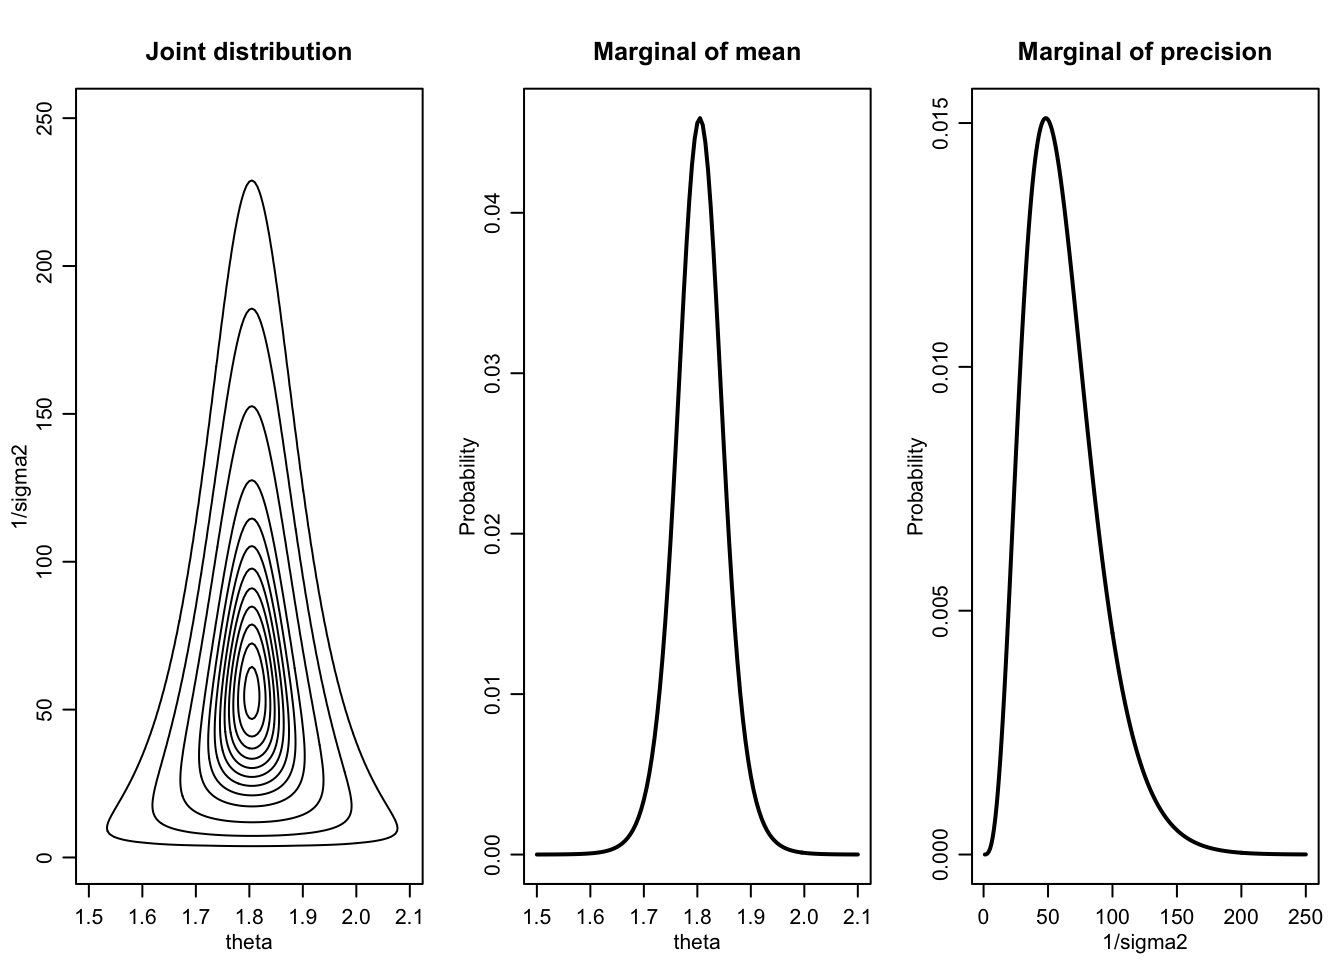 Joint distribution
1/sigma2
250
200
150
100
50
0
1.5 1.6 1.7 1.8 1.9 2.0 2.1
theta
Marginal of mean
Probability
0.04
0.03
0.02
0.01
0.00
1.5 1.6 1.7 1.8 1.9 2.0 2.1
theta
Marginal of precision
Probability
0.015
0.010
0.005
0.000
0 50 100 150 200 250
1/sigma2